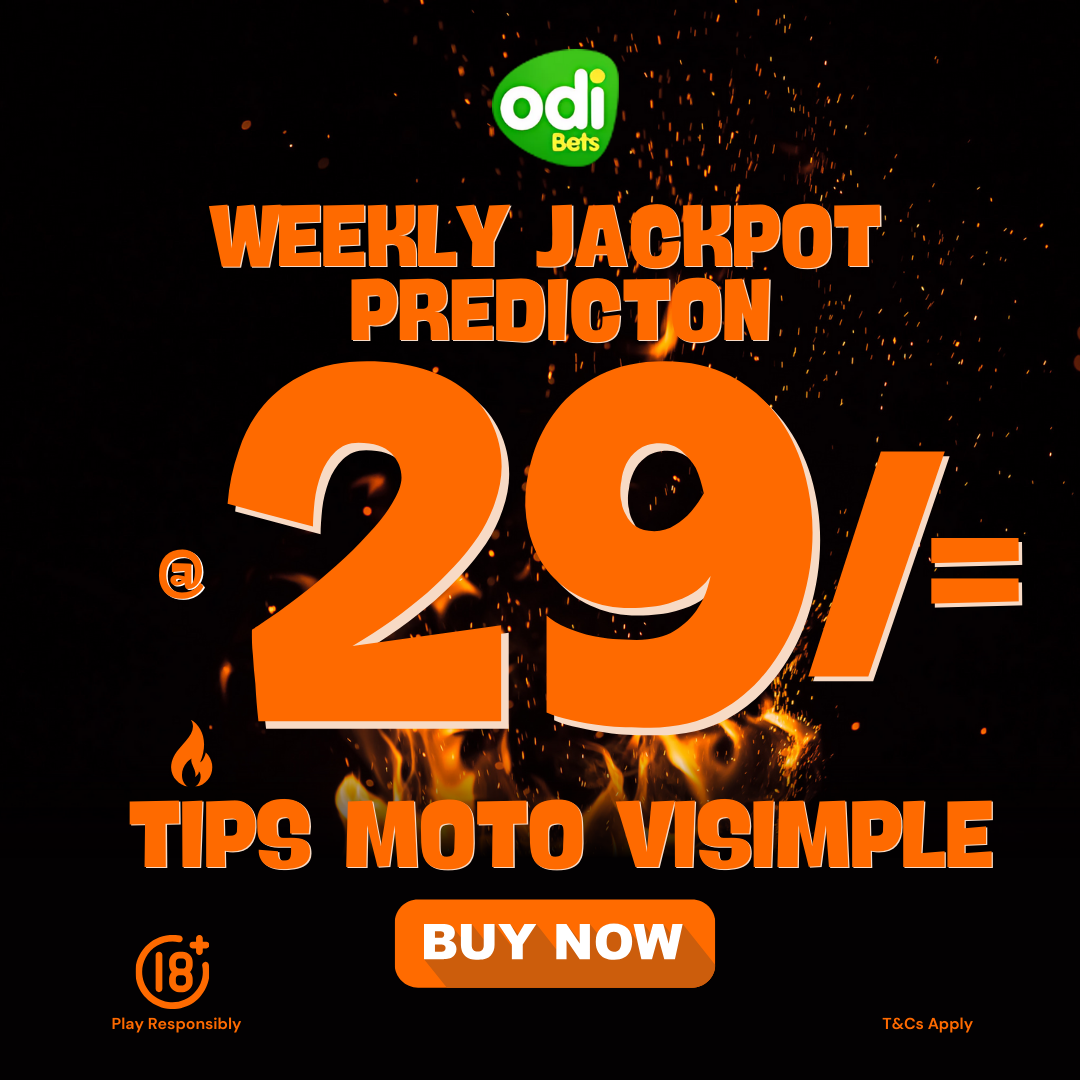 odi
Bets
WEEKLY JACKPOT
PREDICTON
@ 29/=
TIPS MOTO VISIMPLE
BUY NOW
18+
Play Responsibly
T&Cs Apply